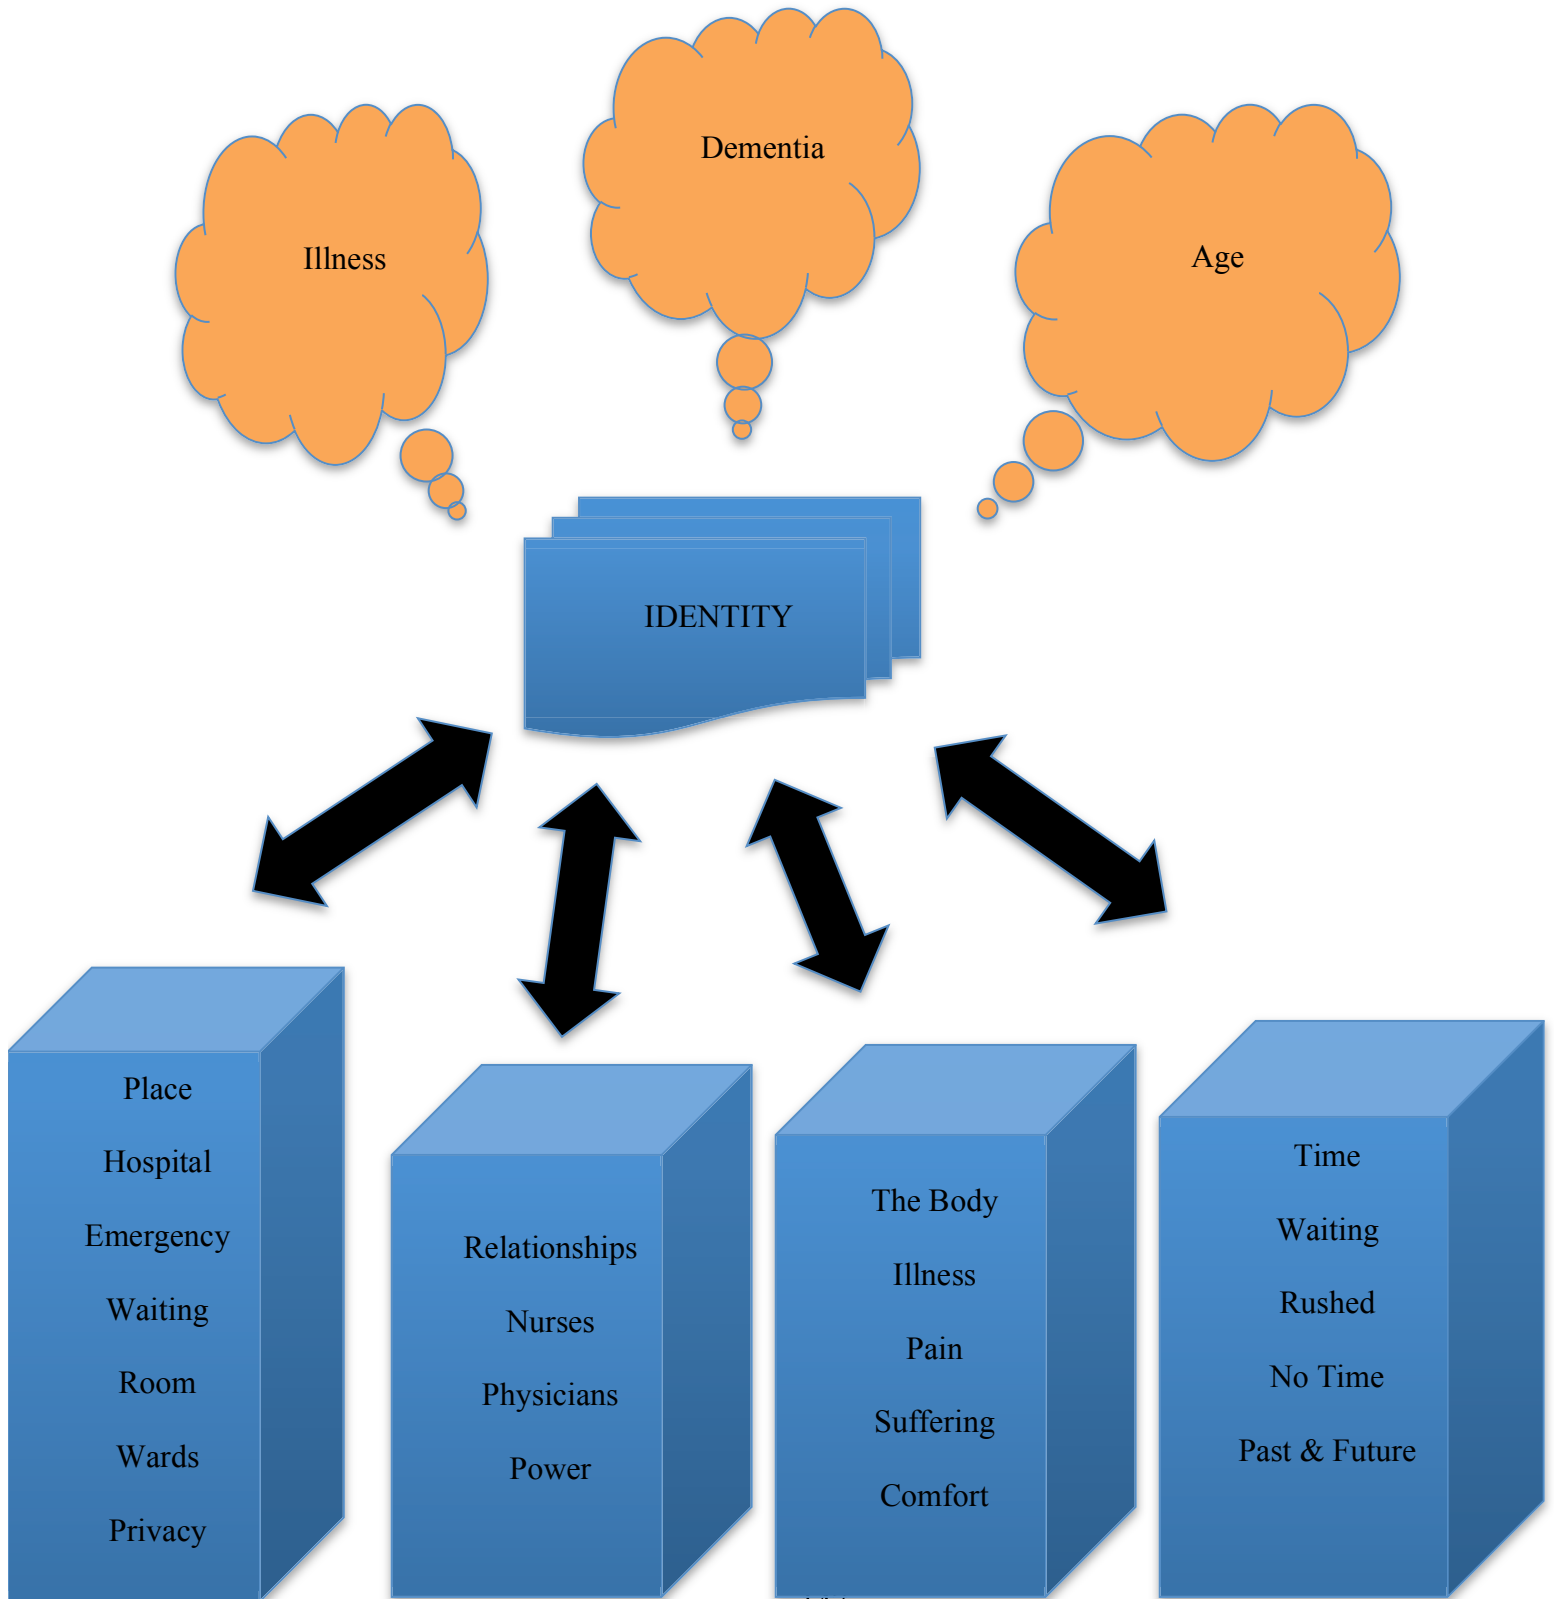 Dementia
Illness
Age
IDENTITY
Place
Hospital
Emergency
Waiting
Room
Wards
Privacy
Relationships
Nurses
Physicians
Power
The Body
Illness
Pain
Suffering
Comfort
Time
Waiting
Rushed
No Time
Past & Future